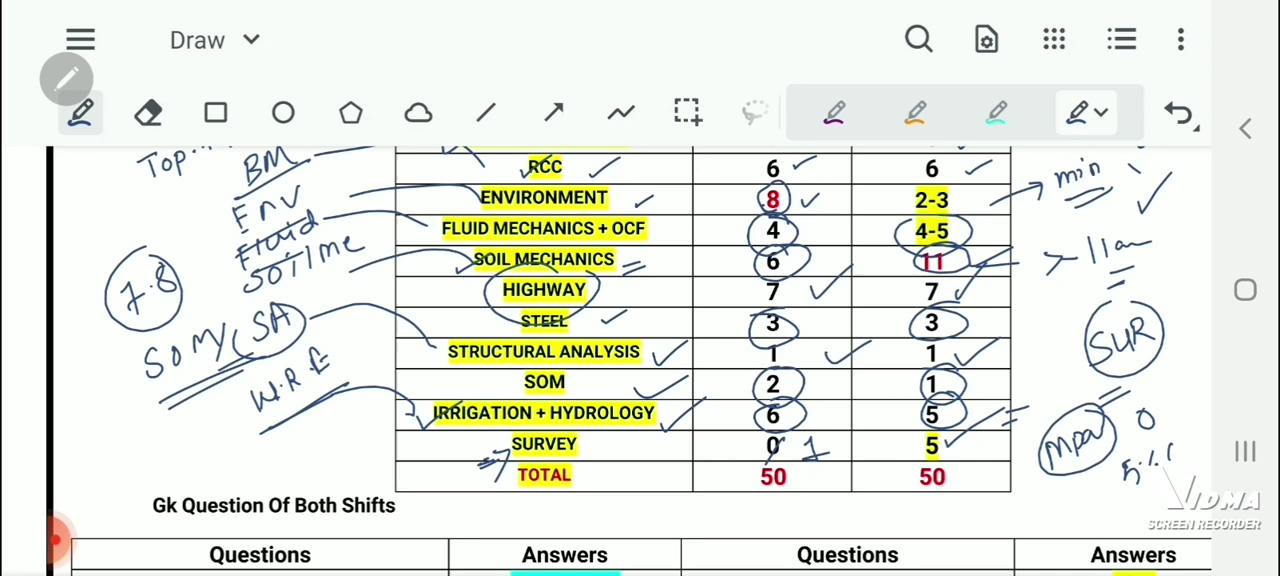 Draw
Top
BM
Env
Fluid
SOIL me
7.8
SOM/SA
W.R.E
RCC 6 6
ENVIRONMENT 8 2-3
FLUID MECHANICS + OCF 4 4-5
SOIL MECHANICS 6 11
HIGHWAY 7 7
STEEL 3 3
STRUCTURAL ANALYSIS 1 1
SOM 2 1
IRRIGATION + HYDROLOGY 6 5
SURVEY 0 1 5
TOTAL 50 50
min
SUR
0
VIDMA
SCREEN RECORDER
Gk Question Of Both Shifts
Questions Answers Questions Answers